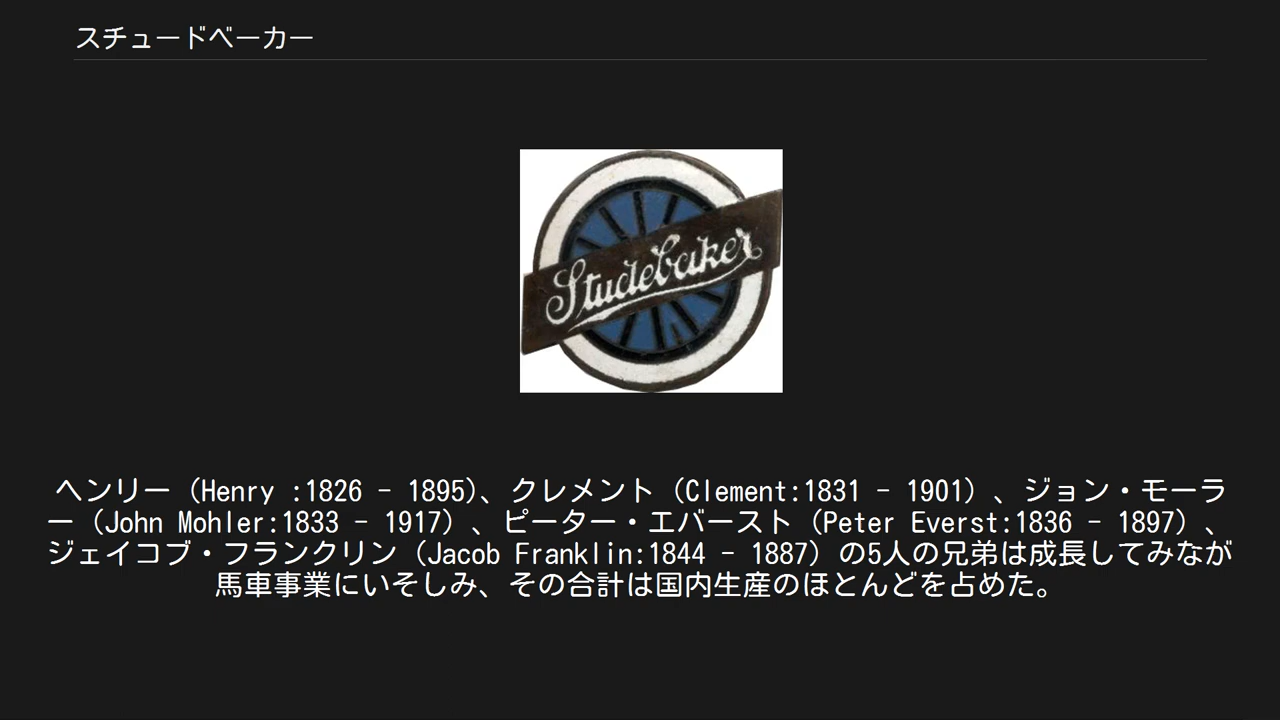 スチュードベーカー
Studebaker
ヘンリー（Henry :1826 - 1895)、クレメント（Clement:1831 - 1901）、ジョン・モーラ
ー（John Mohler:1833 - 1917）、ピーター・エバースト（Peter Everst:1836 - 1897）、
ジェイコブ・フランクリン（Jacob Franklin:1844 - 1887）の5人の兄弟は成長してみなが
馬車事業にいそしみ、その合計は国内生産のほとんどを占めた。